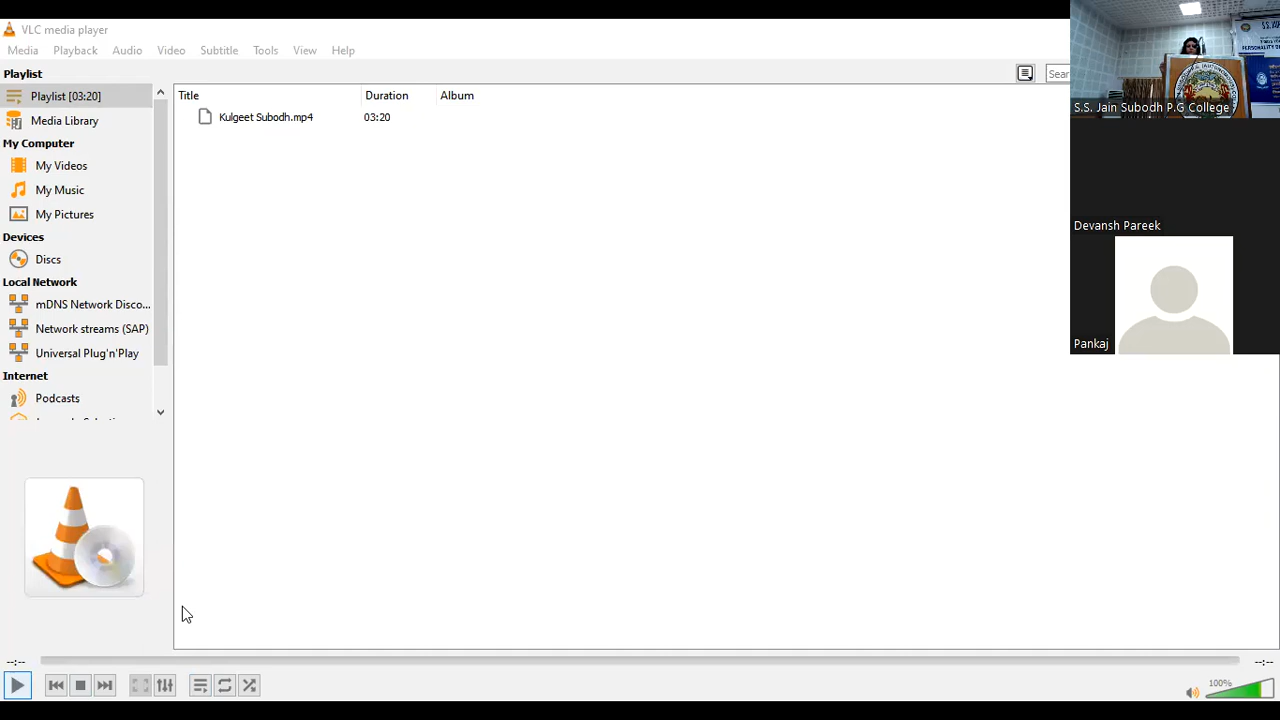 VLC media player
Media Playback Audio Video Subtitle Tools View Help
Playlist
Playlist [03:20]
Media Library
My Computer
My Videos
My Music
My Pictures
Devices
Discs
Local Network
mDNS Network Disco...
Network streams (SAP)
Universal Plug'n'Play
Internet
Podcasts
Title Duration Album
Kulgeet Subodh.mp4 03:20
Sear
S.S. Jain Subodh P.G College
Devansh Pareek
Pankaj
--:-- --:--
100%